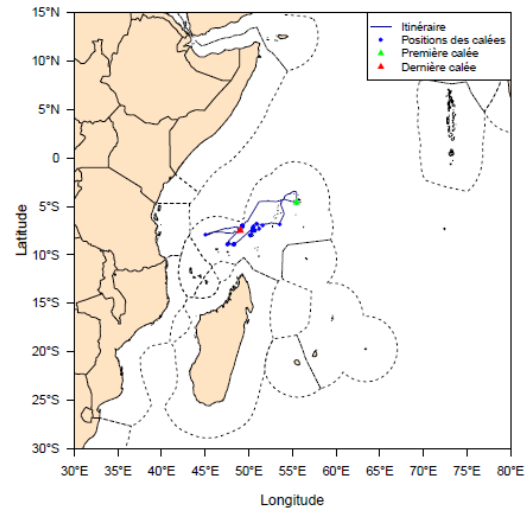 15°N
10°N
5°N
0
5°S
10°S
15°S
20°S
25°S
30°S
Latitude
Itinéraire
Positions des calées
Première calée
Dernière calée
30°E 35°E 40°E 45°E 50°E 55°E 60°E 65°E 70°E 75°E 80°E
Longitude